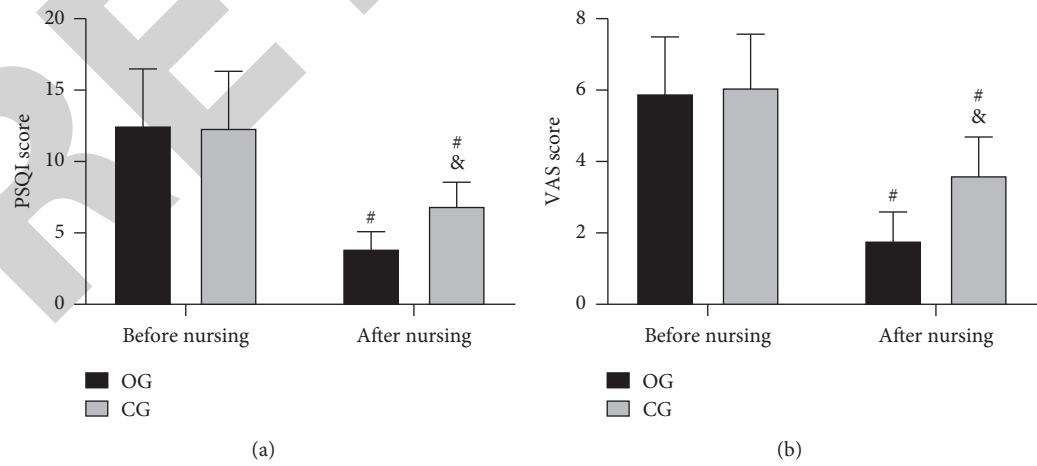 20
15
10
5
0
PSQI score
#
#
&
Before nursing
After nursing
OG
CG
(a)
8
6
4
2
0
VAS score
#
#
&
Before nursing
After nursing
OG
CG
(b)